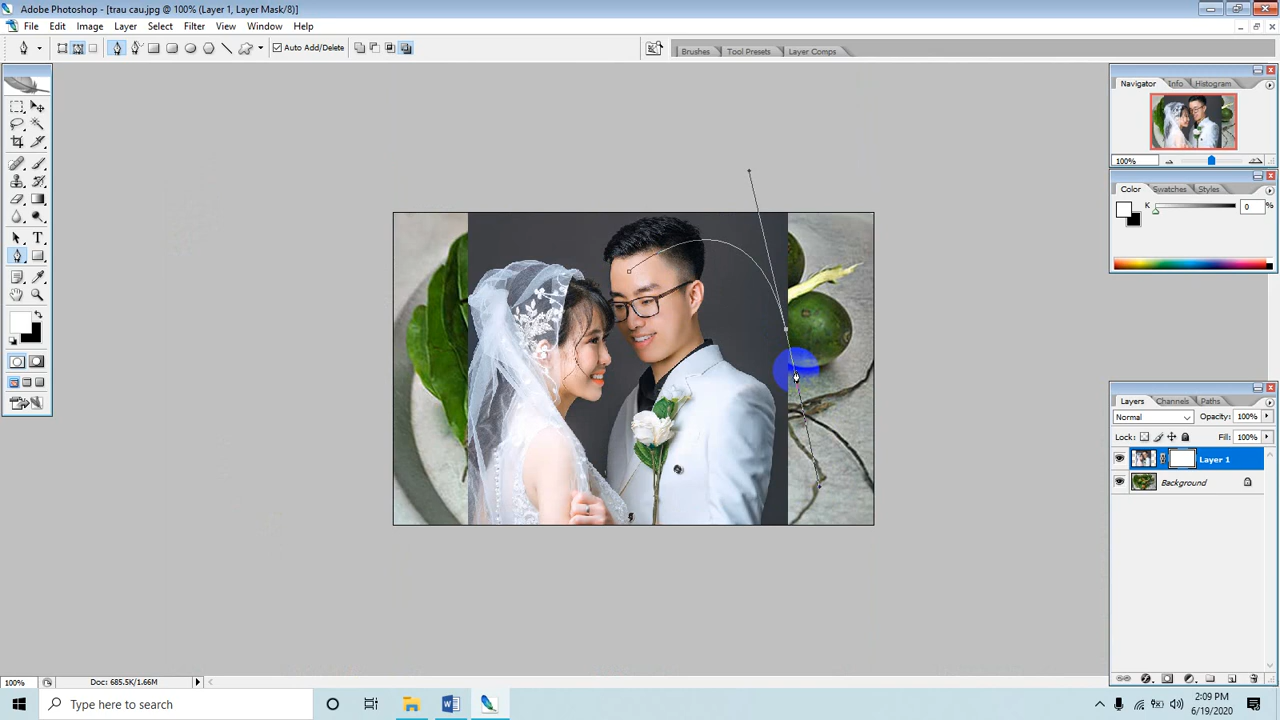 Adobe Photoshop - [trau cau.jpg @ 100% (Layer 1, Layer Mask/8)]
File Edit Image Layer Select Filter View Window Help
Auto Add/Delete
Brushes Tool Presets Layer Comps
Navigator Info Histogram
100%
Color Swatches Styles
K 0 %
Layers Channels Paths
Normal Opacity: 100%
Lock: Fill: 100%
Layer 1
Background
100% Doc: 685.5K/1.66M
Type here to search
2:09 PM
6/19/2020